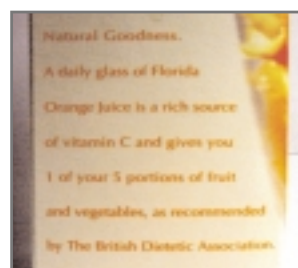 Natural Goodness.
A daily glass of Florida
Orange Juice is a rich source
of vitamin C and gives you
1 of your 5 portions of fruit
and vegetables, as recommended
by The British Dietetic Association.